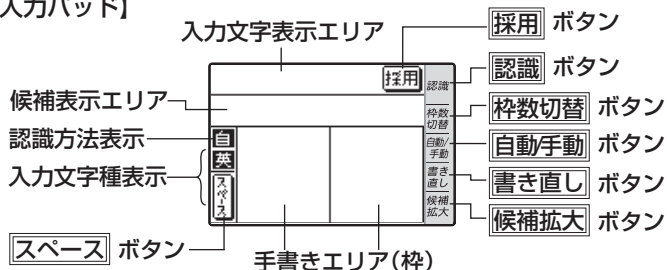 入力パッド】
入力文字表示エリア
採用 ボタン
採用
認識
認識 ボタン
候補表示エリア
枠数
切替
枠数切替 ボタン
認識方法表示
自
自動/
手動
自動/手動 ボタン
入力文字種表示
英
書き
直し
書き直し ボタン
スペース
候補
拡大
候補拡大 ボタン
スペース ボタン
手書きエリア(枠)